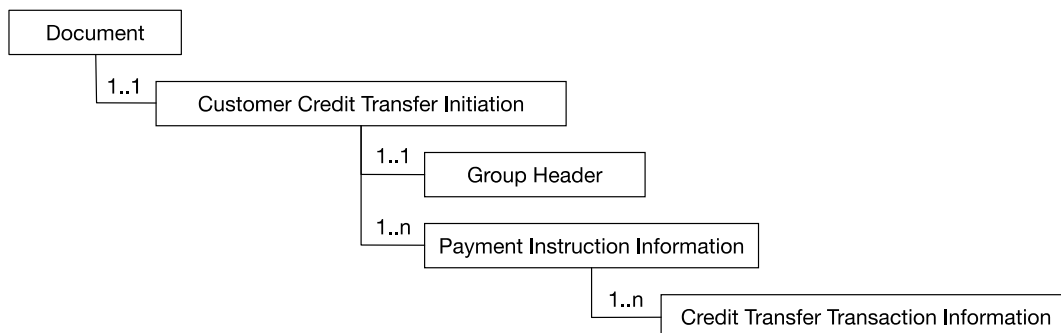 Document
1..1
Customer Credit Transfer Initiation
1..1
Group Header
1..n
Payment Instruction Information
1..n
Credit Transfer Transaction Information